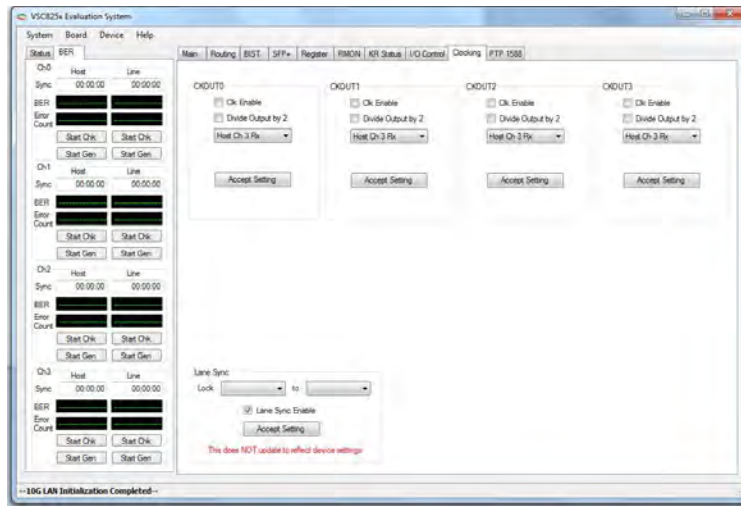 VSC825x Evaluation System
System Board Device Help
Status BER
Ch0
Host Line
Sync 00:00:00 00:00:00
BER
Error Count
Start Chk Start Chk
Start Gen Start Gen
Ch1
Host Line
Sync 00:00:00 00:00:00
BER
Error Count
Start Chk Start Chk
Start Gen Start Gen
Ch2
Host Line
Sync 00:00:00 00:00:00
BER
Error Count
Start Chk Start Chk
Start Gen Start Gen
Ch3
Host Line
Sync 00:00:00 00:00:00
BER
Error Count
Start Chk Start Chk
Start Gen Start Gen
Main Routing BIST SFP+ Register RMON KR Status I/O Control Clocking PTP 1588
CKOUT0 CKOUT1 CKOUT2 CKOUT3
Clk Enable Clk Enable Clk Enable Clk Enable
Divide Output by 2 Divide Output by 2 Divide Output by 2 Divide Output by 2
Host Ch 3 Rx Host Ch 3 Rx Host Ch 3 Rx Host Ch 3 Rx
Accept Setting Accept Setting Accept Setting Accept Setting
Lane Sync
Lock to
Lane Sync Enable
Accept Setting
This does NOT update to reflect device settings
--10G LAN Initialization Completed--